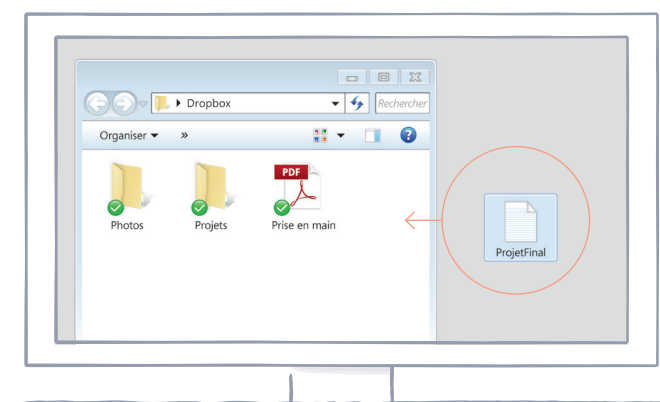 Dropbox
Rechercher
Organiser
»
PDF
Photos
Projets
Prise en main
ProjetFinal